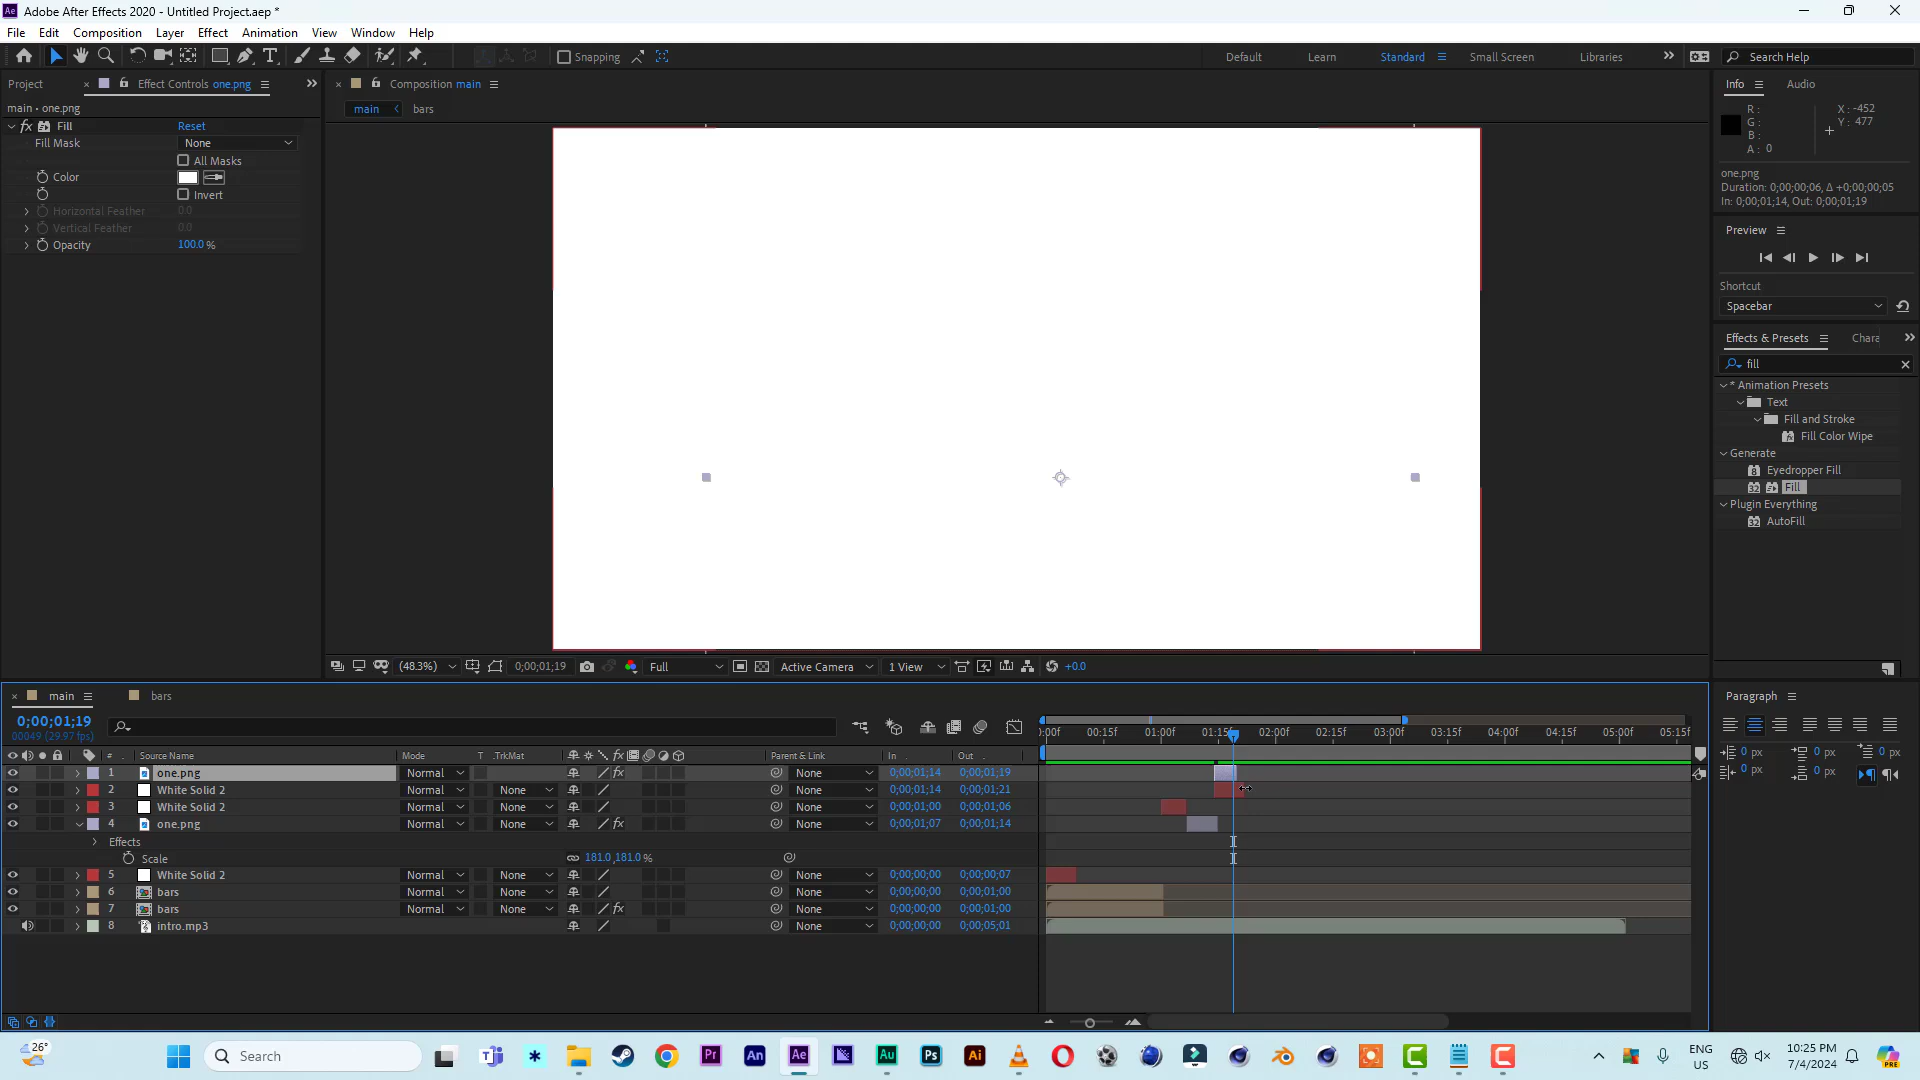 Adobe After Effects 2020 - Untitled Project.aep *
File Edit Composition Layer Effect Animation View Window Help
Snapping
Default Learn Standard Small Screen Libraries Search Help
Project Effect Controls one.png
Composition main
Info Audio
main • one.png
main bars
R :
G :
B :
A : 0
X : -452
Y : 477
Fill Reset
Fill Mask None
All Masks
Color
Invert
Horizontal Feather 0.0
Vertical Feather 0.0
Opacity 100.0 %
one.png
Duration: 0;00;00;06, Δ +0;00;00;05
In: 0;00;01;14, Out: 0;00;01;19
Preview
Shortcut
Spacebar
Effects & Presets Chara
fill
* Animation Presets
Text
Fill and Stroke
Fill Color Wipe
Generate
Eyedropper Fill
Fill
Plugin Everything
AutoFill
(48.3%) 0;00;01;19 Full Active Camera 1 View +0.0
main bars
0;00;01;19
00049 (29.97 fps)
:00f 00:15f 01:00f 01:15f 02:00f 02:15f 03:00f 03:15f 04:00f 04:15f 05:00f 05:15f
# Source Name Mode T .TrkMat Parent & Link In Out
1 one.png Normal None 0;00;01;14 0;00;01;19
2 White Solid 2 Normal None None 0;00;01;14 0;00;01;21
3 White Solid 2 Normal None None 0;00;01;00 0;00;01;06
4 one.png Normal None None 0;00;01;07 0;00;01;14
Effects
Scale 181.0,181.0 %
5 White Solid 2 Normal None None 0;00;00;00 0;00;00;07
6 bars Normal None None 0;00;00;00 0;00;01;00
7 bars Normal None None 0;00;00;00 0;00;01;00
8 intro.mp3 None 0;00;00;00 0;00;05;01
Paragraph
0 px 0 px 0 px
0 px 0 px
26°
Search
Pr An Ae Au Ps Ai
ENG
US
10:25 PM
7/4/2024
PRE